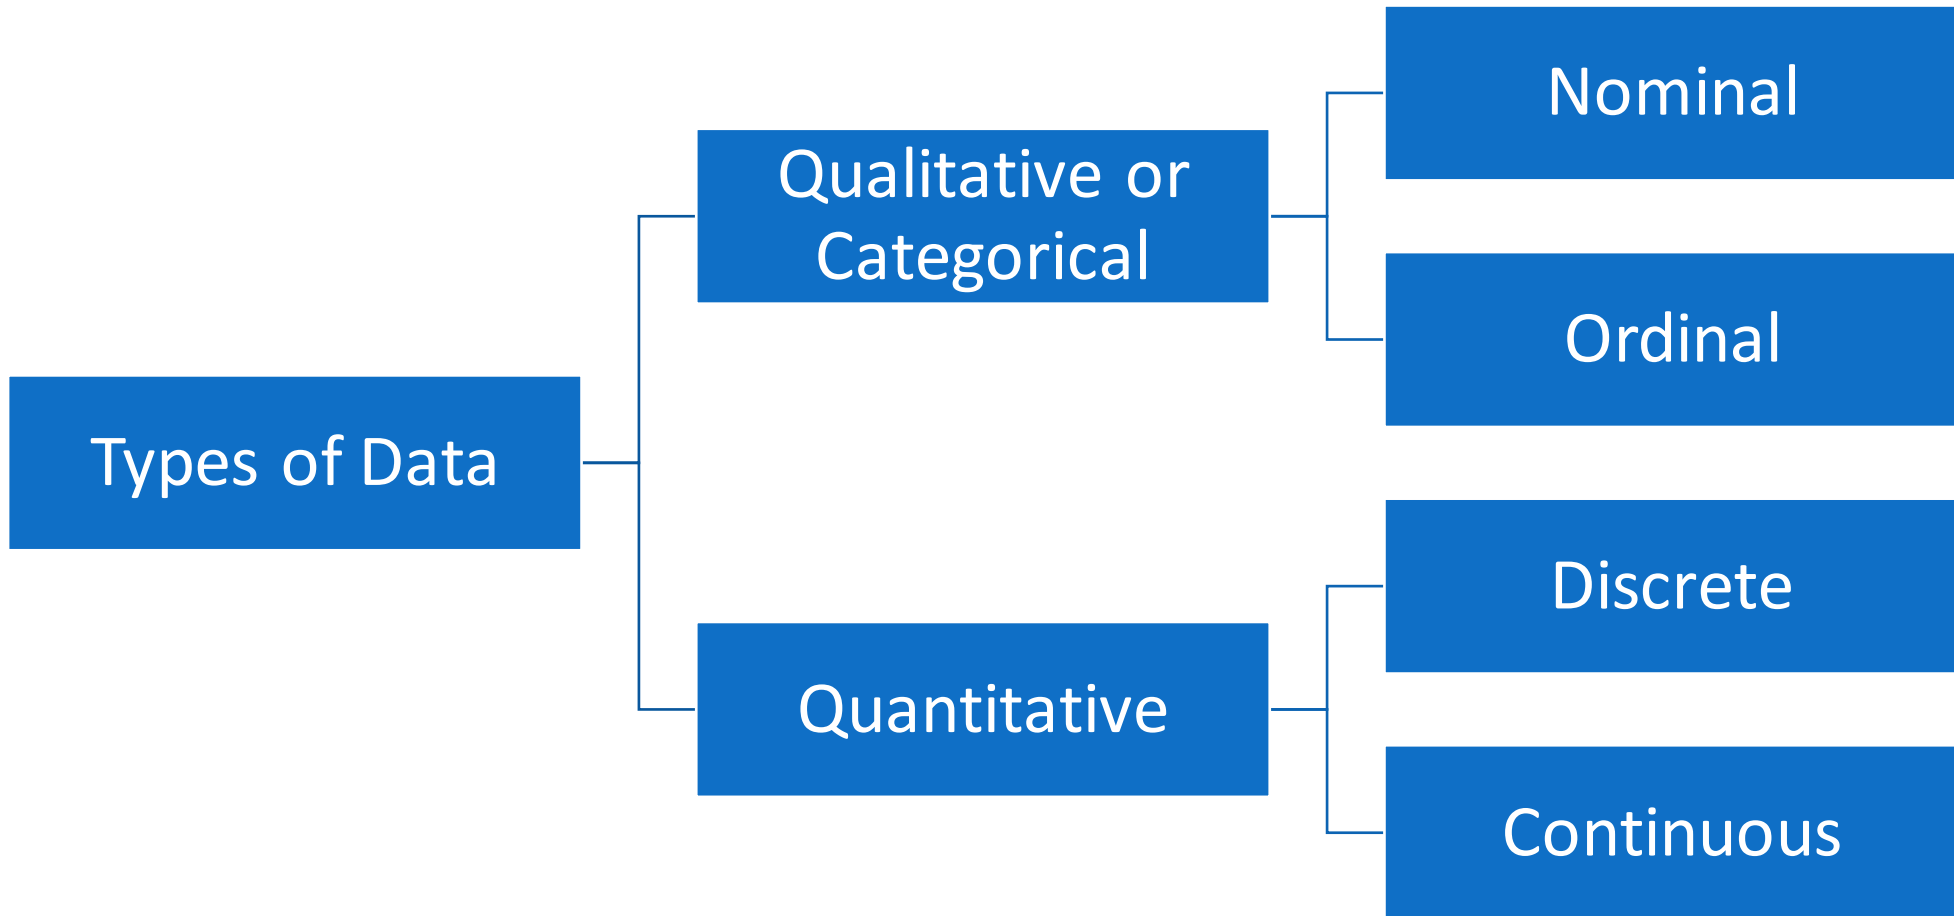 Types of Data
Qualitative or
Categorical
Nominal
Ordinal
Quantitative
Discrete
Continuous